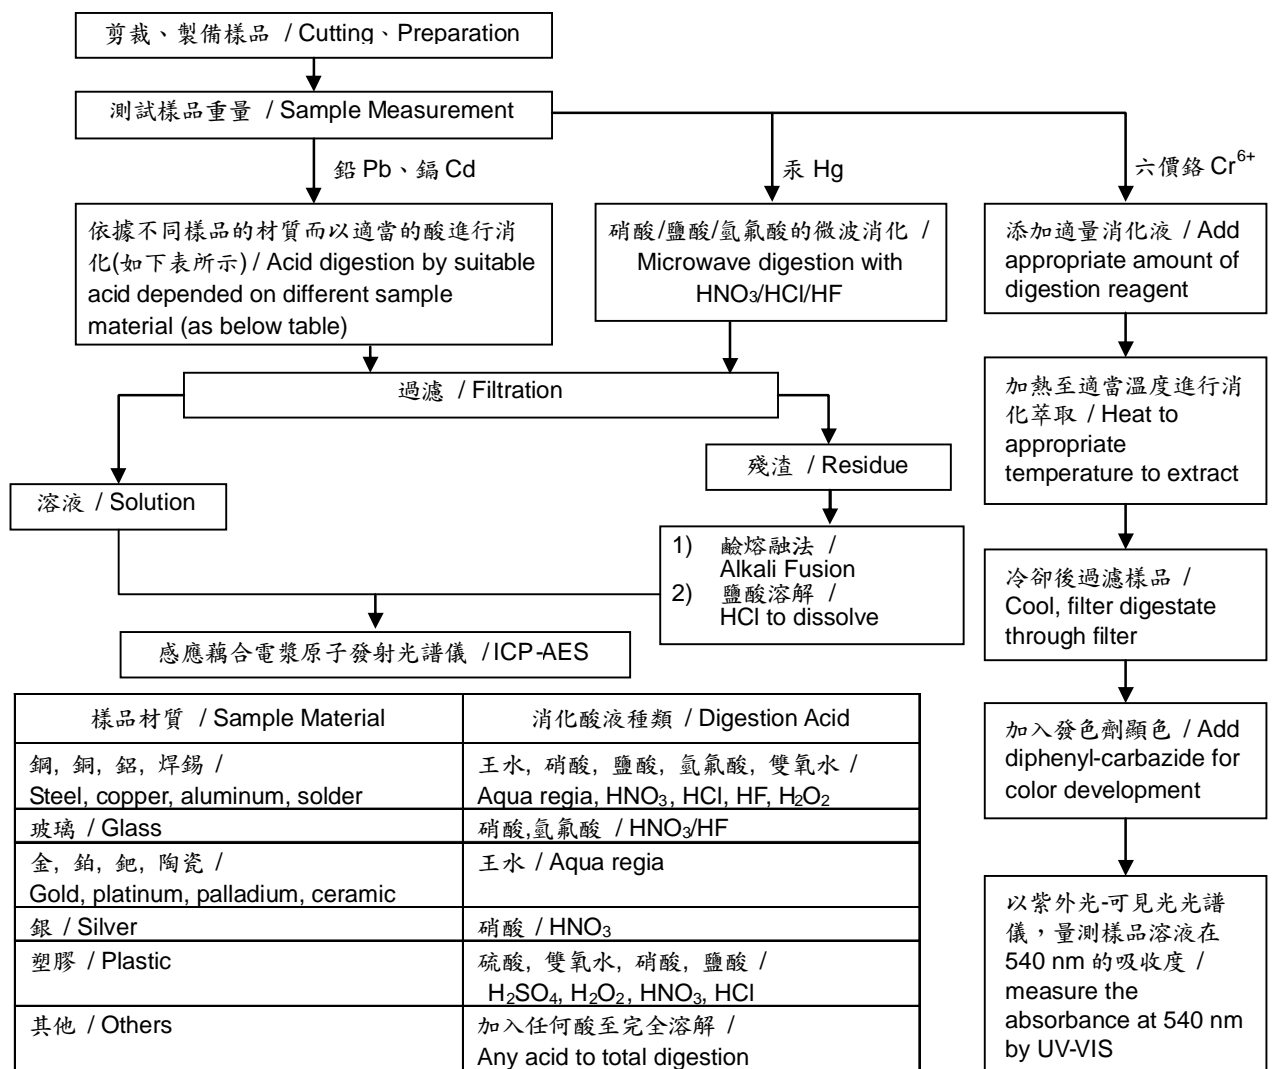 剪裁、製備樣品 / Cutting、Preparation
測試樣品重量 / Sample Measurement
鉛 Pb、鎘 Cd
汞 Hg
六價鉻 Cr6+
依據不同樣品的材質而以適當的酸進行消
化(如下表所示) / Acid digestion by suitable
acid depended on different sample
material (as below table)
硝酸/鹽酸/氫氟酸的微波消化 /
Microwave digestion with
HNO3/HCl/HF
添加適量消化液 / Add
appropriate amount of
digestion reagent
過濾 / Filtration
加熱至適當溫度進行消
化萃取 / Heat to
appropriate
temperature to extract
溶液 / Solution
殘渣 / Residue
1) 鹼熔融法 /
Alkali Fusion
2) 鹽酸溶解 /
HCl to dissolve
冷卻後過濾樣品 /
Cool, filter digestate
through filter
感應藕合電漿原子發射光譜儀 / ICP-AES
加入發色劑顯色 / Add
diphenyl-carbazide for
color development
以紫外光-可見光光譜
儀，量測樣品溶液在
540 nm 的吸收度 /
measure the
absorbance at 540 nm
by UV-VIS
樣品材質 / Sample Material
消化酸液種類 / Digestion Acid
鋼, 銅, 鋁, 焊錫 /
Steel, copper, aluminum, solder
王水, 硝酸, 鹽酸, 氫氟酸, 雙氧水 /
Aqua regia, HNO3, HCl, HF, H2O2
玻璃 / Glass
硝酸,氫氟酸 / HNO3/HF
金, 鉑, 鈀, 陶瓷 /
Gold, platinum, palladium, ceramic
王水 / Aqua regia
銀 / Silver
硝酸 / HNO3
塑膠 / Plastic
硫酸, 雙氧水, 硝酸, 鹽酸 /
H2SO4, H2O2, HNO3, HCl
其他 / Others
加入任何酸至完全溶解 /
Any acid to total digestion